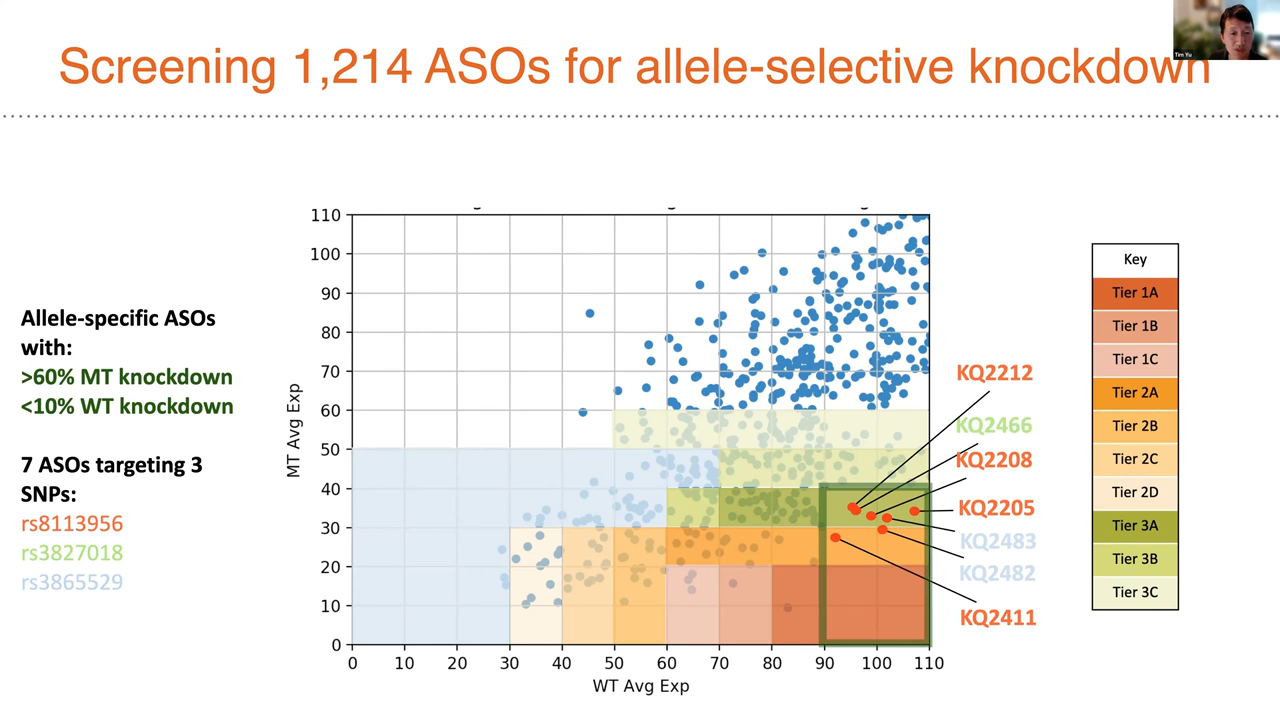 Screening 1,214 ASOs for allele-selective knockdown
Tim Yu
Allele-specific ASOs
with:
>60% MT knockdown
<10% WT knockdown
7 ASOs targeting 3
SNPs:
rs8113956
rs3827018
rs3865529
MT Avg Exp
110
100
90
80
70
60
50
40
30
20
10
0
0 10 20 30 40 50 60 70 80 90 100 110
WT Avg Exp
KQ2212
KQ2466
KQ2208
KQ2205
KQ2483
KQ2482
KQ2411
Key
Tier 1A
Tier 1B
Tier 1C
Tier 2A
Tier 2B
Tier 2C
Tier 2D
Tier 3A
Tier 3B
Tier 3C